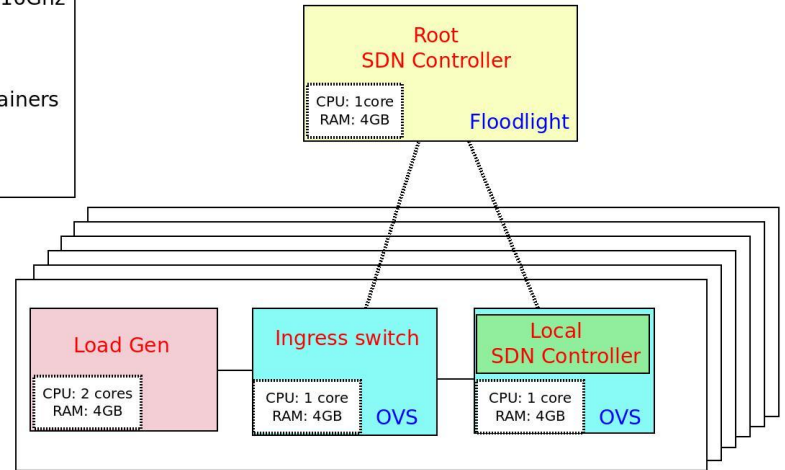 Root
SDN Controller
CPU: 1core
RAM: 4GB
Floodlight
Load Gen
CPU: 2 cores
RAM: 4GB
Ingress switch
CPU: 1 core
RAM: 4GB
OVS
Local
SDN Controller
CPU: 1 core
RAM: 4GB
OVS